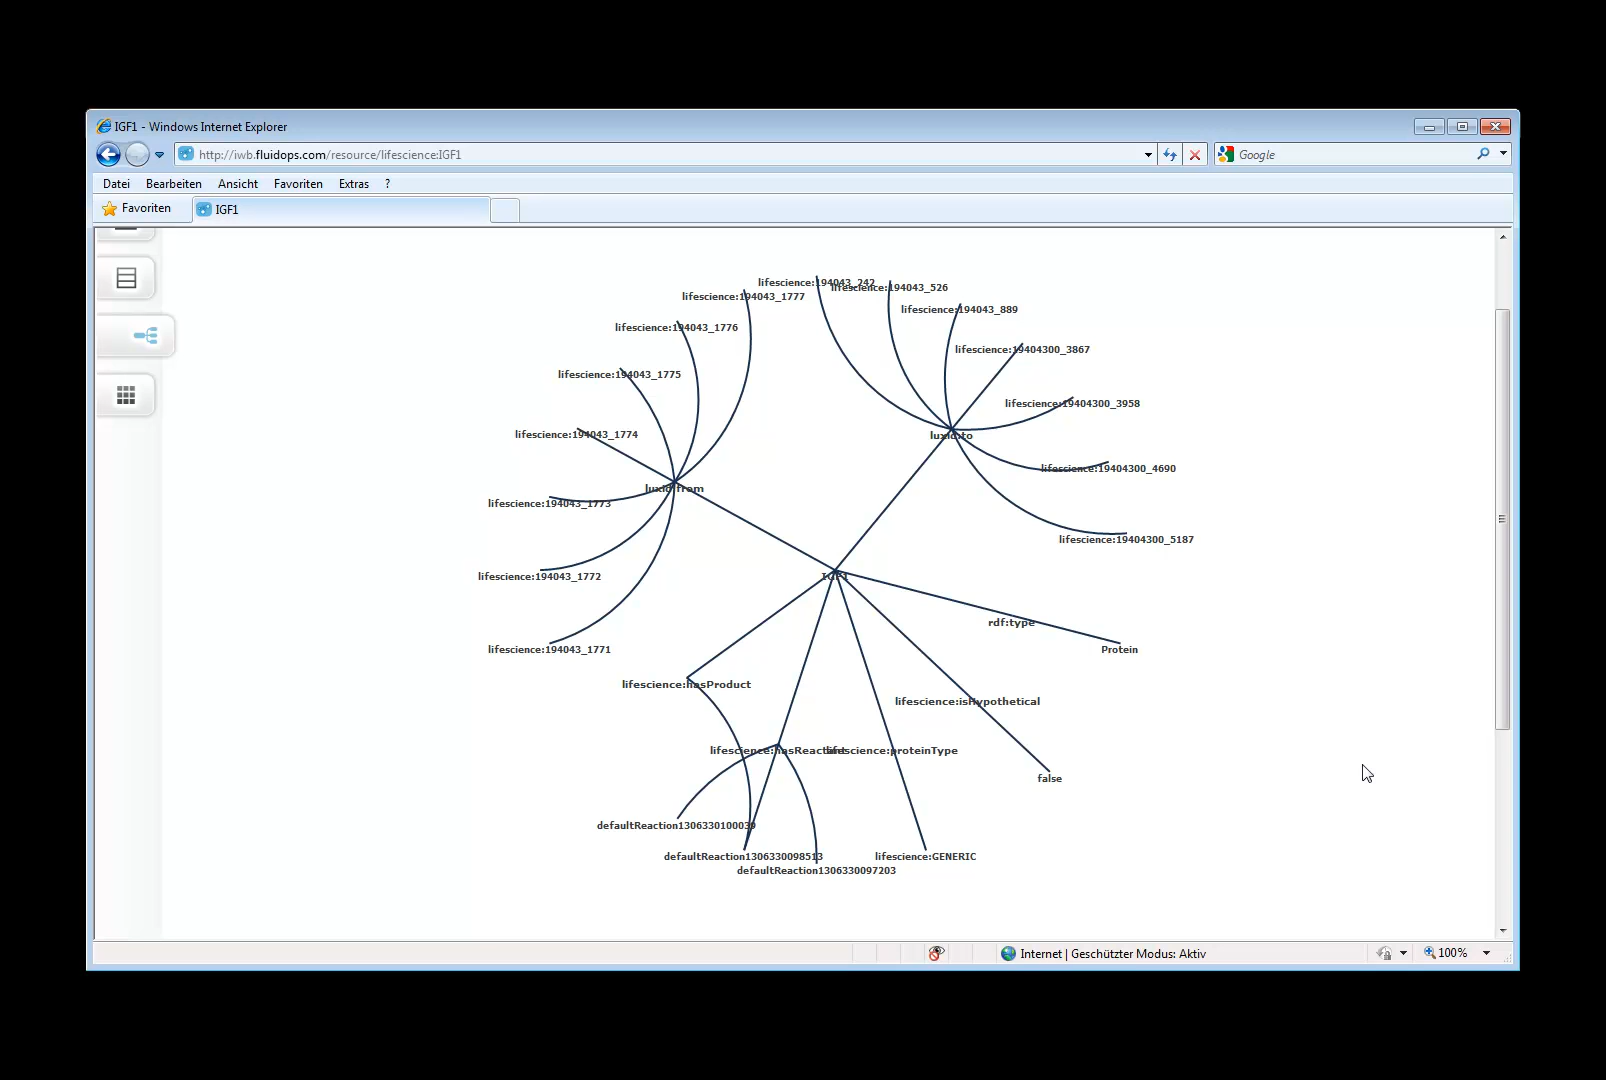 IGF1 - Windows Internet Explorer
http://iwb.fluidops.com/resource/lifescience:IGF1
Google
Datei Bearbeiten Ansicht Favoriten Extras ?
Favoriten
IGF1
lifescience:194043_242
lifescience:194043_526
lifescience:194043_1777
lifescience:194043_889
lifescience:194043_1776
lifescience:19404300_3867
lifescience:194043_1775
lifescience:19404300_3958
lifescience:194043_1774
luxid:to
lifescience:19404300_4690
luxid:from
lifescience:194043_1773
lifescience:19404300_5187
lifescience:194043_1772
IGF1
rdf:type
lifescience:194043_1771
Protein
lifescience:hasProduct
lifescience:isHypothetical
lifescience:hasReactant
lifescience:proteinType
false
defaultReaction1306330100039
defaultReaction1306330098513
lifescience:GENERIC
defaultReaction1306330097203
Internet | Geschützter Modus: Aktiv
100%